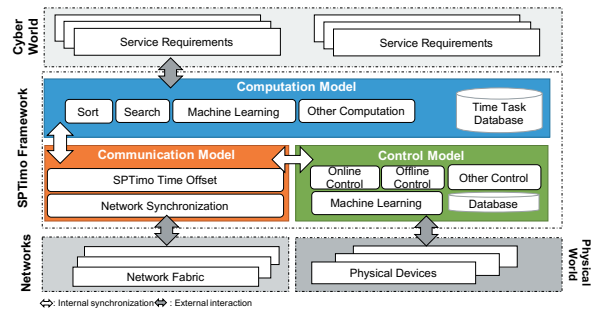 Cyber
World
Service Requirements
Service Requirements
SPTimo Framework
Computation Model
Sort
Search
Machine Learning
Other Computation
Time Task
Database
Communication Model
SPTimo Time Offset
Network Synchronization
Control Model
Online
Control
Offline
Control
Other Control
Machine Learning
Database
Networks
Network Fabric
Physical Devices
Physical
World
: Internal synchronization
: External interaction